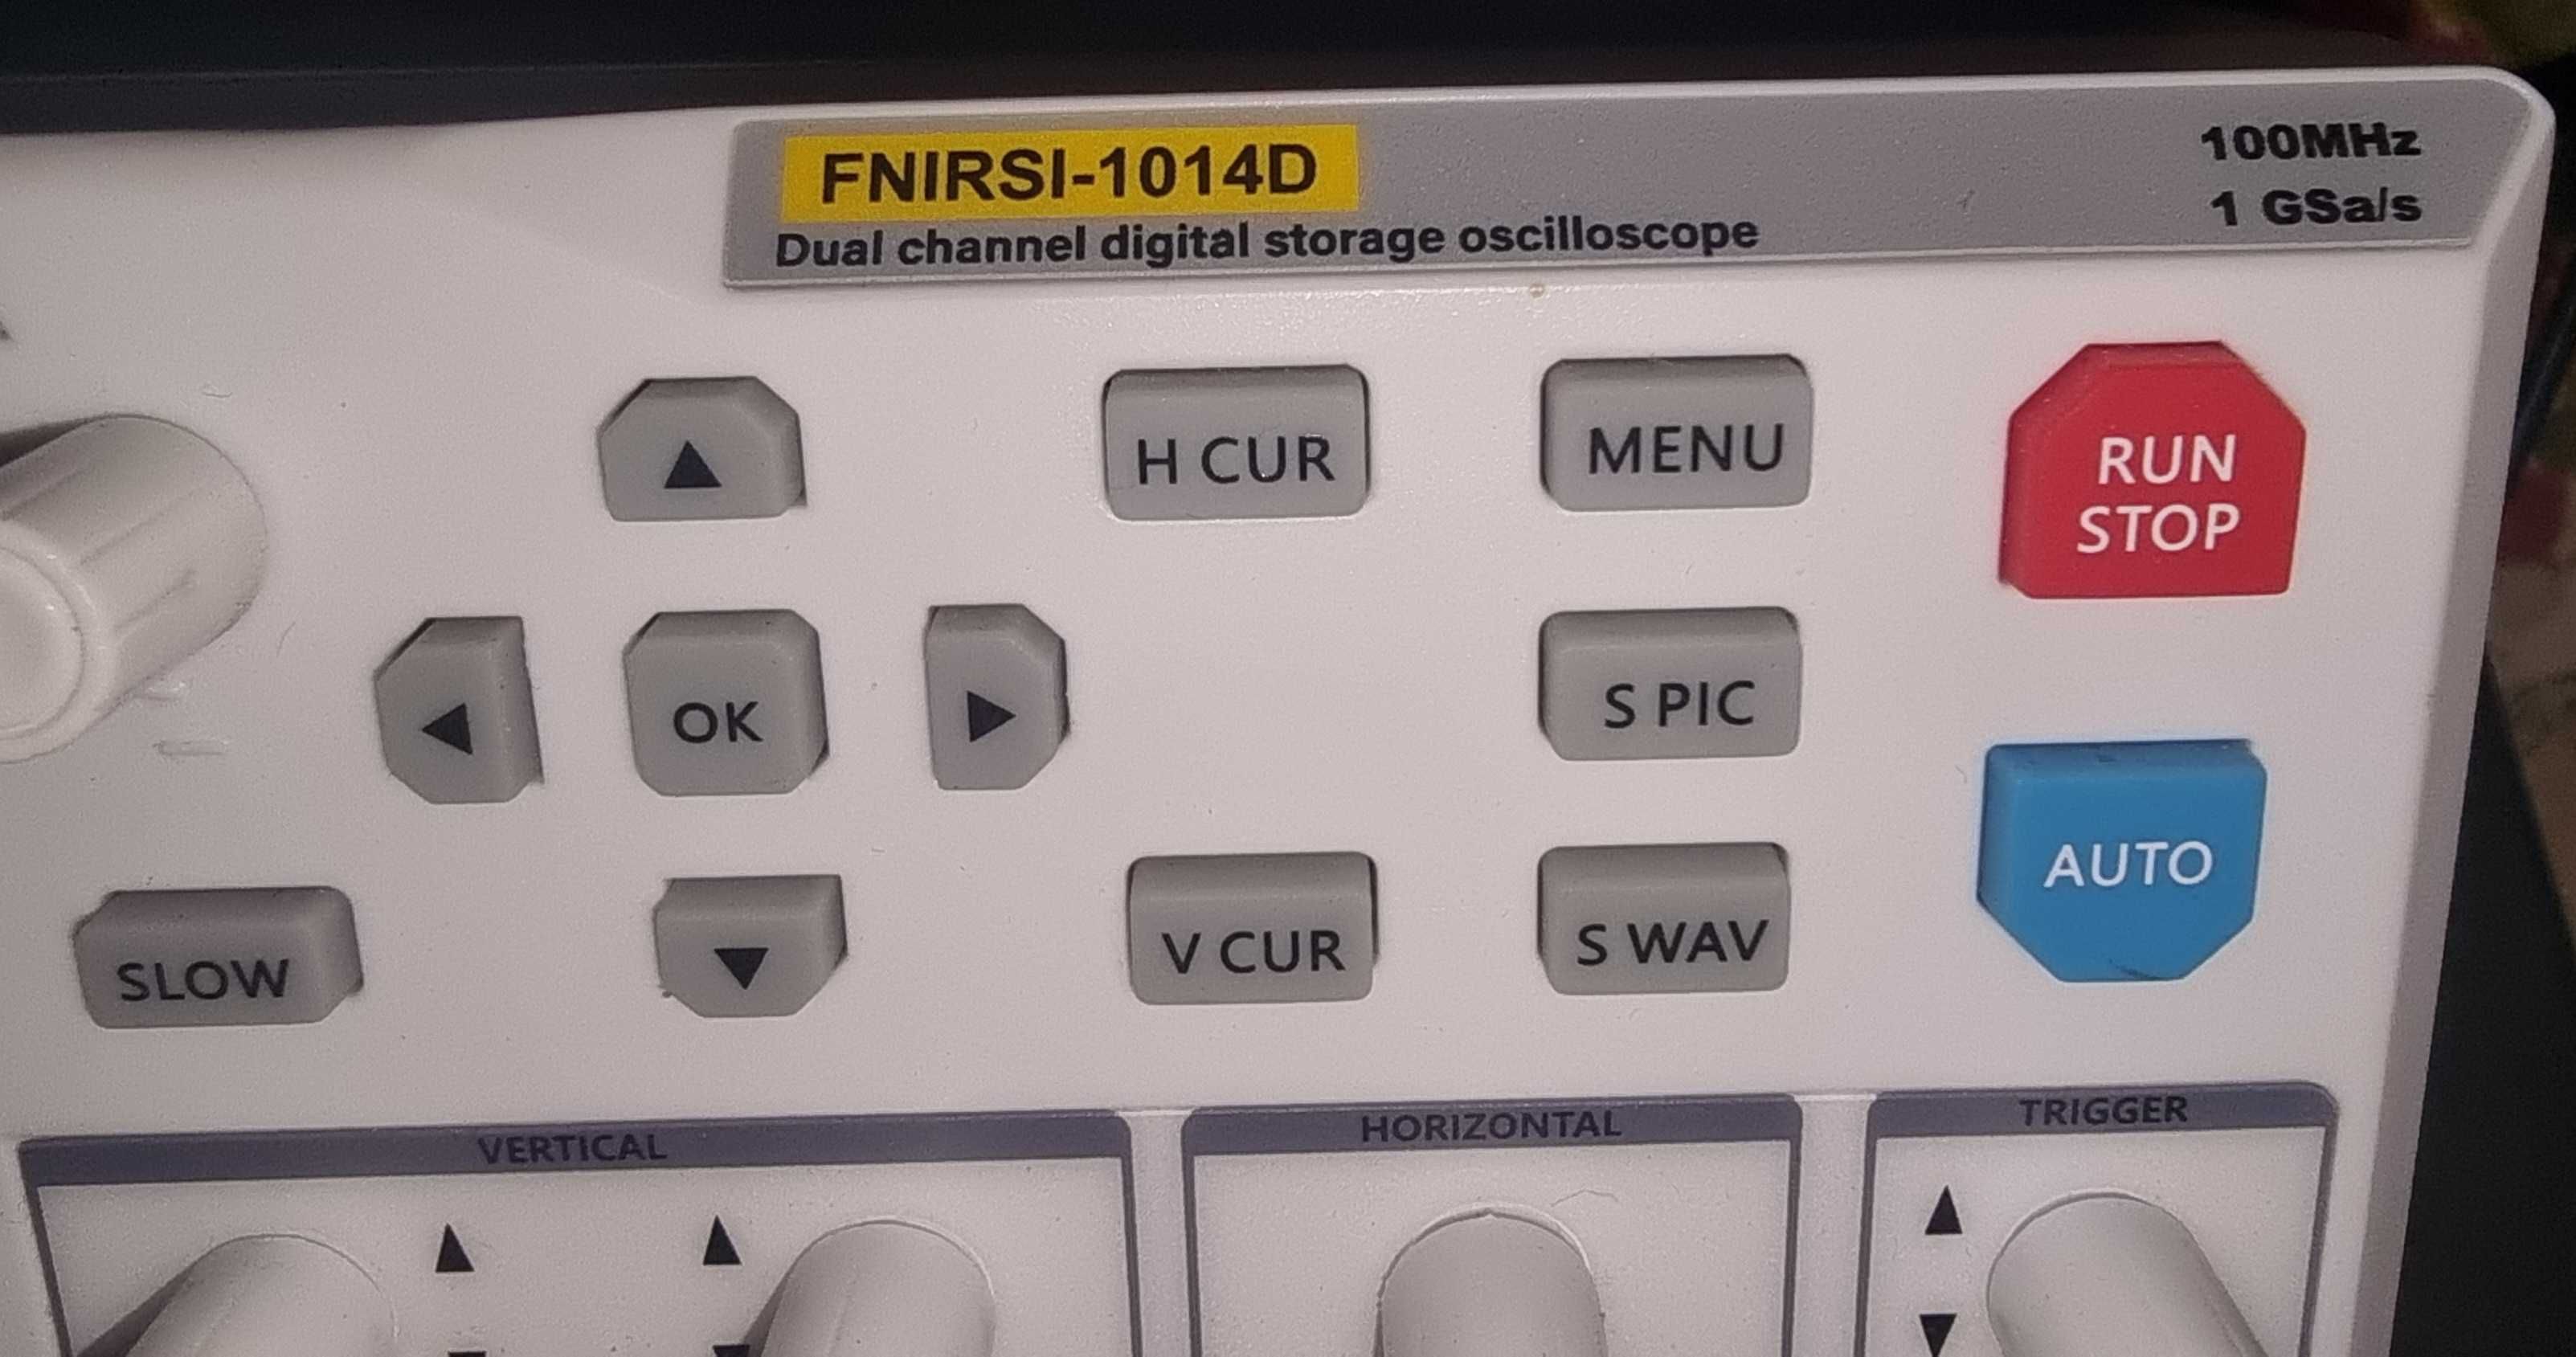 FNIRSI-1014D
100MHz
Dual channel digital storage oscilloscope
1 GSa/s
H CUR
MENU
RUN
STOP
OK
S PIC
AUTO
SLOW
V CUR
S WAV
VERTICAL
HORIZONTAL
TRIGGER